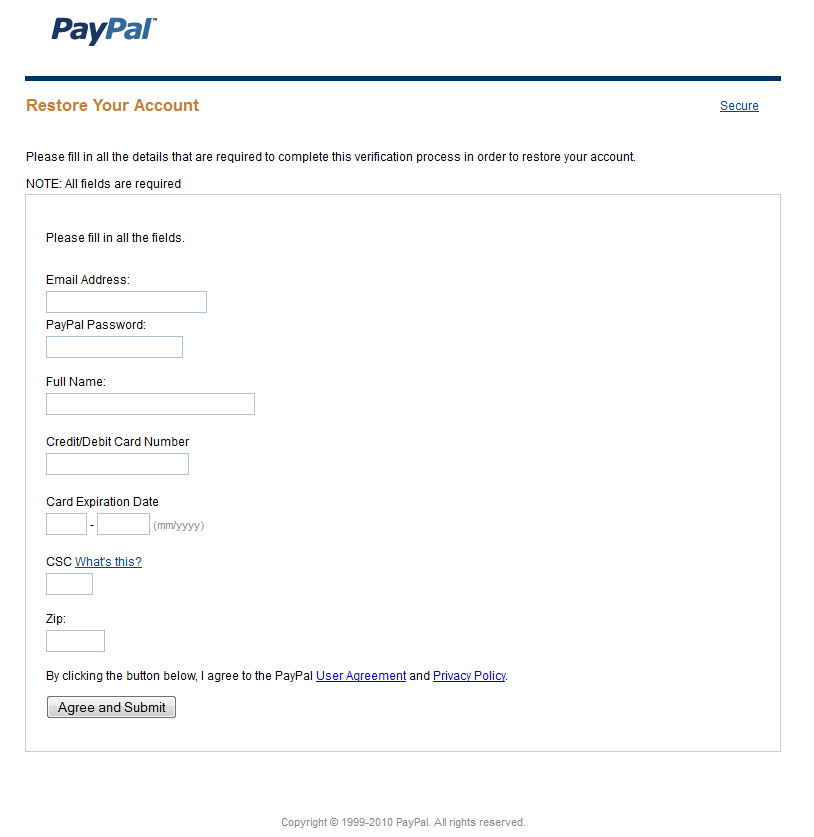 PayPal™
Restore Your Account
Secure
Please fill in all the details that are required to complete this verification process in order to restore your account.
NOTE: All fields are required
Please fill in all the fields.
Email Address:
PayPal Password:
Full Name:
Credit/Debit Card Number
Card Expiration Date
- (mm/yyyy)
CSC What's this?
Zip:
By clicking the button below, I agree to the PayPal User Agreement and Privacy Policy.
Agree and Submit
Copyright © 1999-2010 PayPal. All rights reserved.